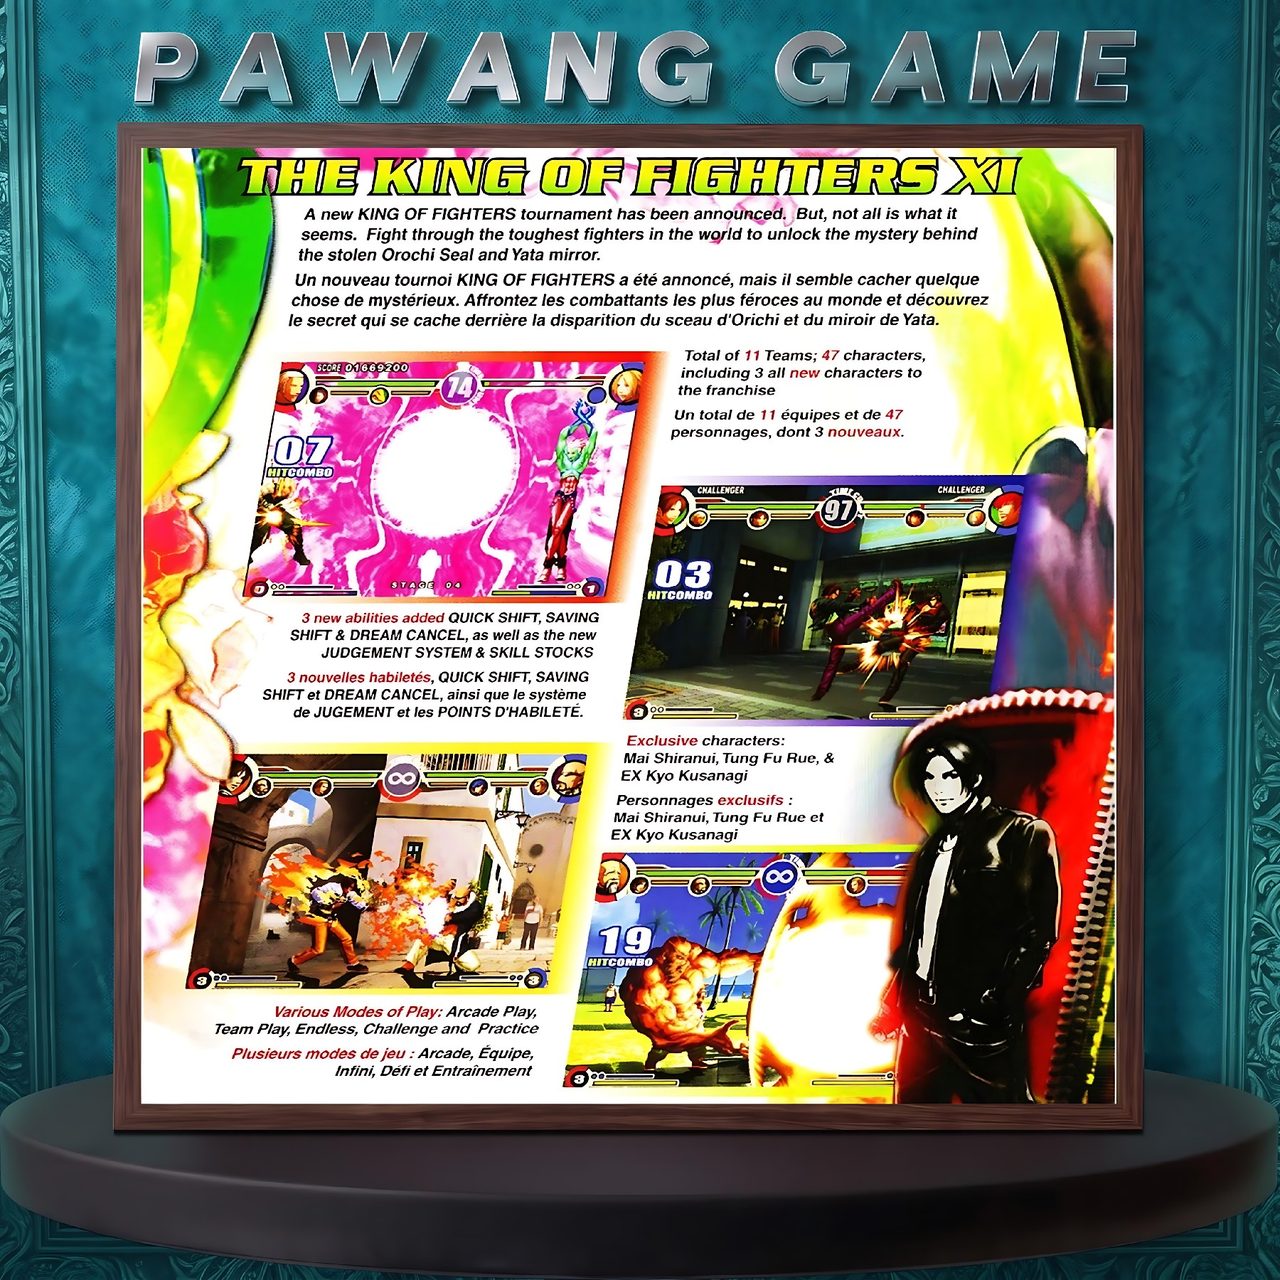 PAWANG GAME
THE KING OF FIGHTERS XI
A new KING OF FIGHTERS tournament has been announced. But, not all is what it
seems. Fight through the toughest fighters in the world to unlock the mystery behind
the stolen Orochi Seal and Yata mirror.
Un nouveau tournoi KING OF FIGHTERS a été annoncé, mais il semble cacher quelque
chose de mystérieux. Affrontez les combattants les plus féroces au monde et découvrez
le secret qui se cache derrière la disparition du sceau d'Orichi et du miroir de Yata.
Total of 11 Teams; 47 characters,
including 3 all new characters to
the franchise
Un total de 11 équipes et de 47
personnages, dont 3 nouveaux.
SCORE 01669200
74
07
HITCOMBO
STAGE 04
0
1
CHALLENGER
CHALLENGER
TIME
97
03
HITCOMBO
3
3 new abilities added QUICK SHIFT, SAVING
SHIFT & DREAM CANCEL, as well as the new
JUDGEMENT SYSTEM & SKILL STOCKS
3 nouvelles habiletés, QUICK SHIFT, SAVING
SHIFT et DREAM CANCEL, ainsi que le système
de JUGEMENT et les POINTS D'HABILETÉ.
Exclusive characters:
Mai Shiranui, Tung Fu Rue, &
EX Kyo Kusanagi
Personnages exclusifs :
Mai Shiranui, Tung Fu Rue et
EX Kyo Kusanagi
∞
3
3
∞
19
HITCOMBO
3
Various Modes of Play: Arcade Play,
Team Play, Endless, Challenge and Practice
Plusieurs modes de jeu : Arcade, Équipe,
Infini, Défi et Entraînement